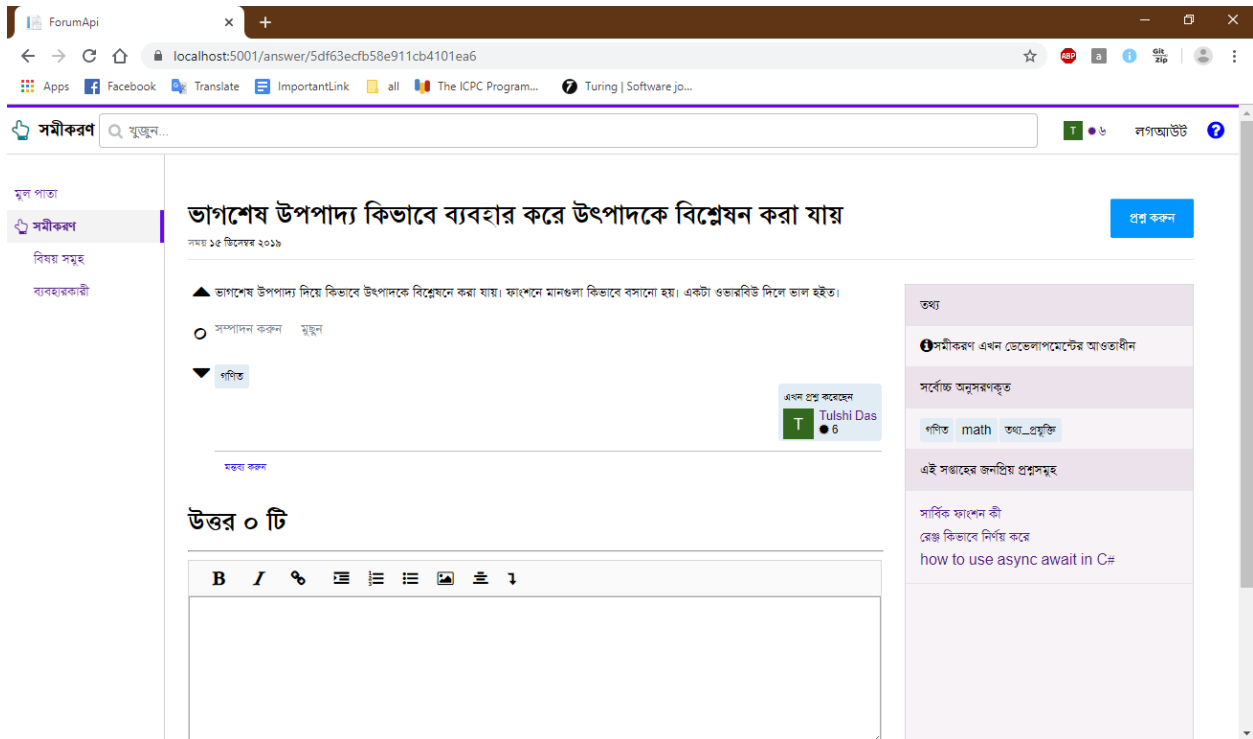 ForumApi
localhost:5001/answer/5df63ecfb58e911cb4101ea6
ABP a Git Zip
Apps Facebook Translate ImportantLink all The ICPC Program... Turing | Software jo...
সমীকরণ খুজুন... T ৬ লগআউট ?
মুল পাতা
সমীকরণ
বিষয় সমুহ
ব্যবহারকারী
ভাগশেষ উপপাদ্য কিভাবে ব্যবহার করে উৎপাদকে বিশ্লেষন করা যায়
সময় ১৫ ডিসেম্বর ২০১৯
প্রশ্ন করুন
ভাগশেষ উপপাদ্য দিয়ে কিভাবে উৎপাদকে বিশ্লেষনে করা যায়। ফাংশনে মানগুলা কিভাবে বসানো হয়। একটা ওভারবিউ দিলে ভাল হইত।
০ সম্পাদন করুন মুছুন
গণিত
এখন প্রশ্ন করেছেন
T Tulshi Das
6
মন্তব্য করুন
উত্তর ০ টি
B I
তথ্য
সমীকরণ এখন ডেভেলাপমেন্টের আওতাধীন
সর্বোচ্চ অনুসরণকৃত
গণিত math তথ্য_প্রযুক্তি
এই সপ্তাহের জনপ্রিয় প্রশ্নসমুহ
সার্বিক ফাংশন কী
রেঞ্জ কিভাবে নির্ণয় করে
how to use async await in C#